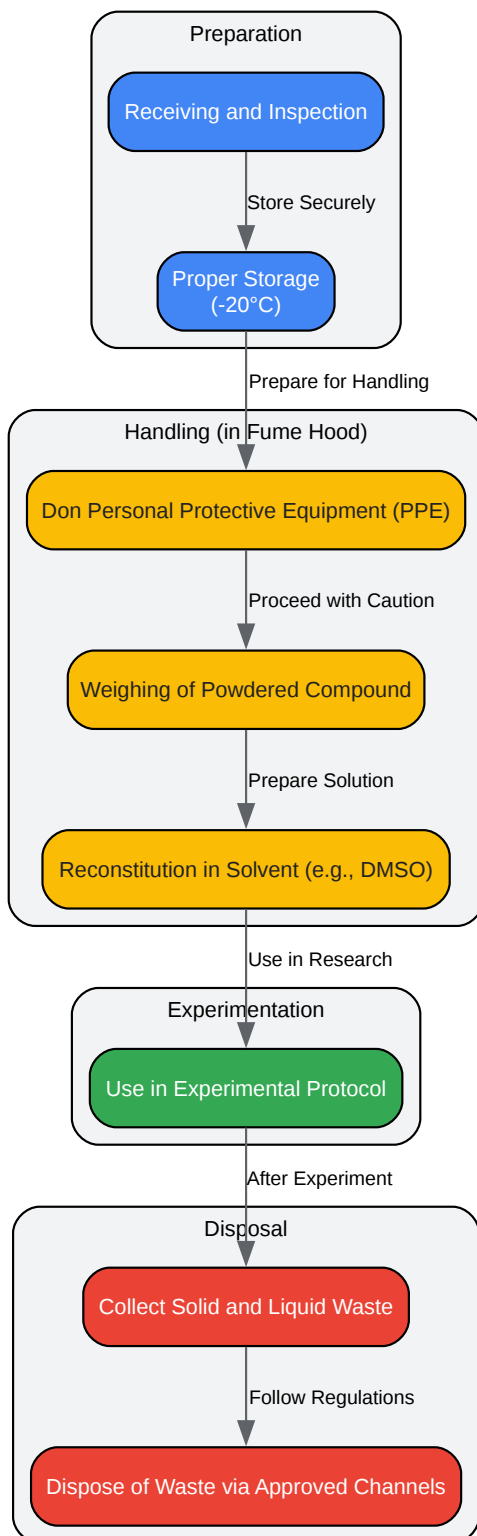 Preparation
Receiving and Inspection
Store Securely
Proper Storage
(-20°C)
Prepare for Handling
Handling (in Fume Hood)
Don Personal Protective Equipment (PPE)
Proceed with Caution
Weighing of Powdered Compound
Prepare Solution
Reconstitution in Solvent (e.g., DMSO)
Use in Research
Experimentation
Use in Experimental Protocol
After Experiment
Disposal
Collect Solid and Liquid Waste
Follow Regulations
Dispose of Waste via Approved Channels